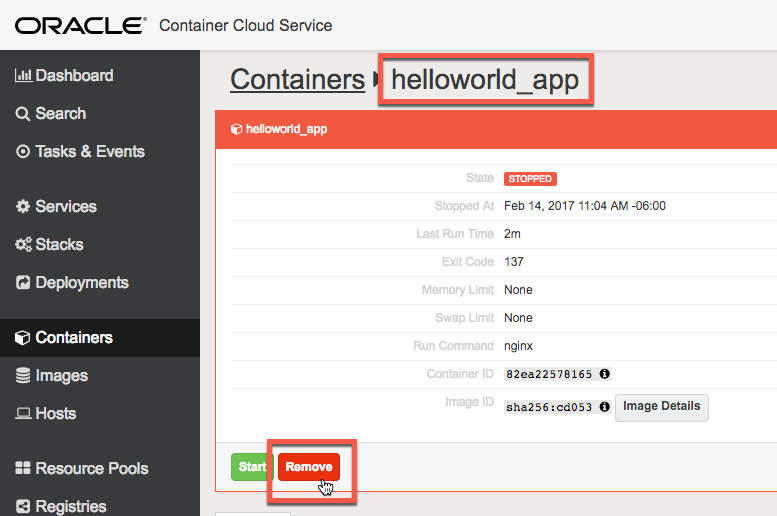 ORACLE® Container Cloud Service
Dashboard
Search
Tasks & Events
Services
Stacks
Deployments
Containers
Images
Hosts
Resource Pools
Registries
Containers helloworld_app
helloworld_app
State STOPPED
Stopped At Feb 14, 2017 11:04 AM -06:00
Last Run Time 2m
Exit Code 137
Memory Limit None
Swap Limit None
Run Command nginx
Container ID 82ea22578165
Image ID sha256:cd053 Image Details
Start Remove